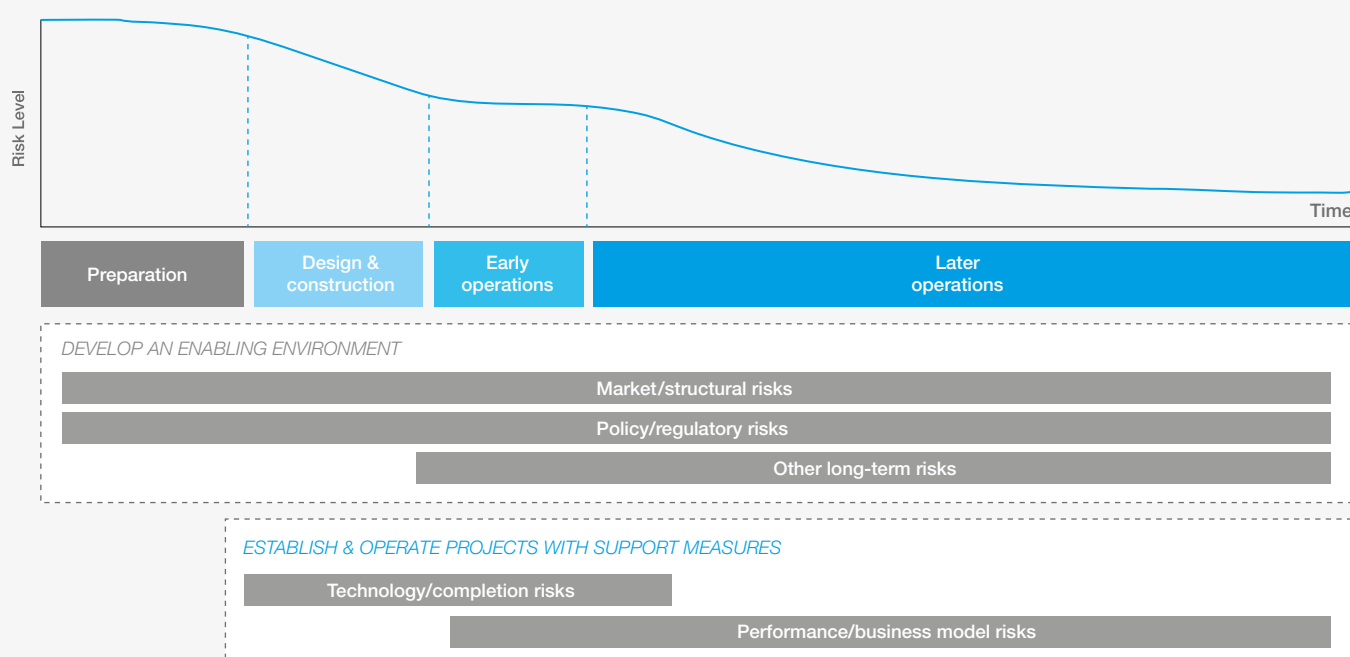 Risk Level
Time
Preparation
Design &
construction
Early
operations
Later
operations
DEVELOP AN ENABLING ENVIRONMENT
Market/structural risks
Policy/regulatory risks
Other long-term risks
ESTABLISH & OPERATE PROJECTS WITH SUPPORT MEASURES
Technology/completion risks
Performance/business model risks